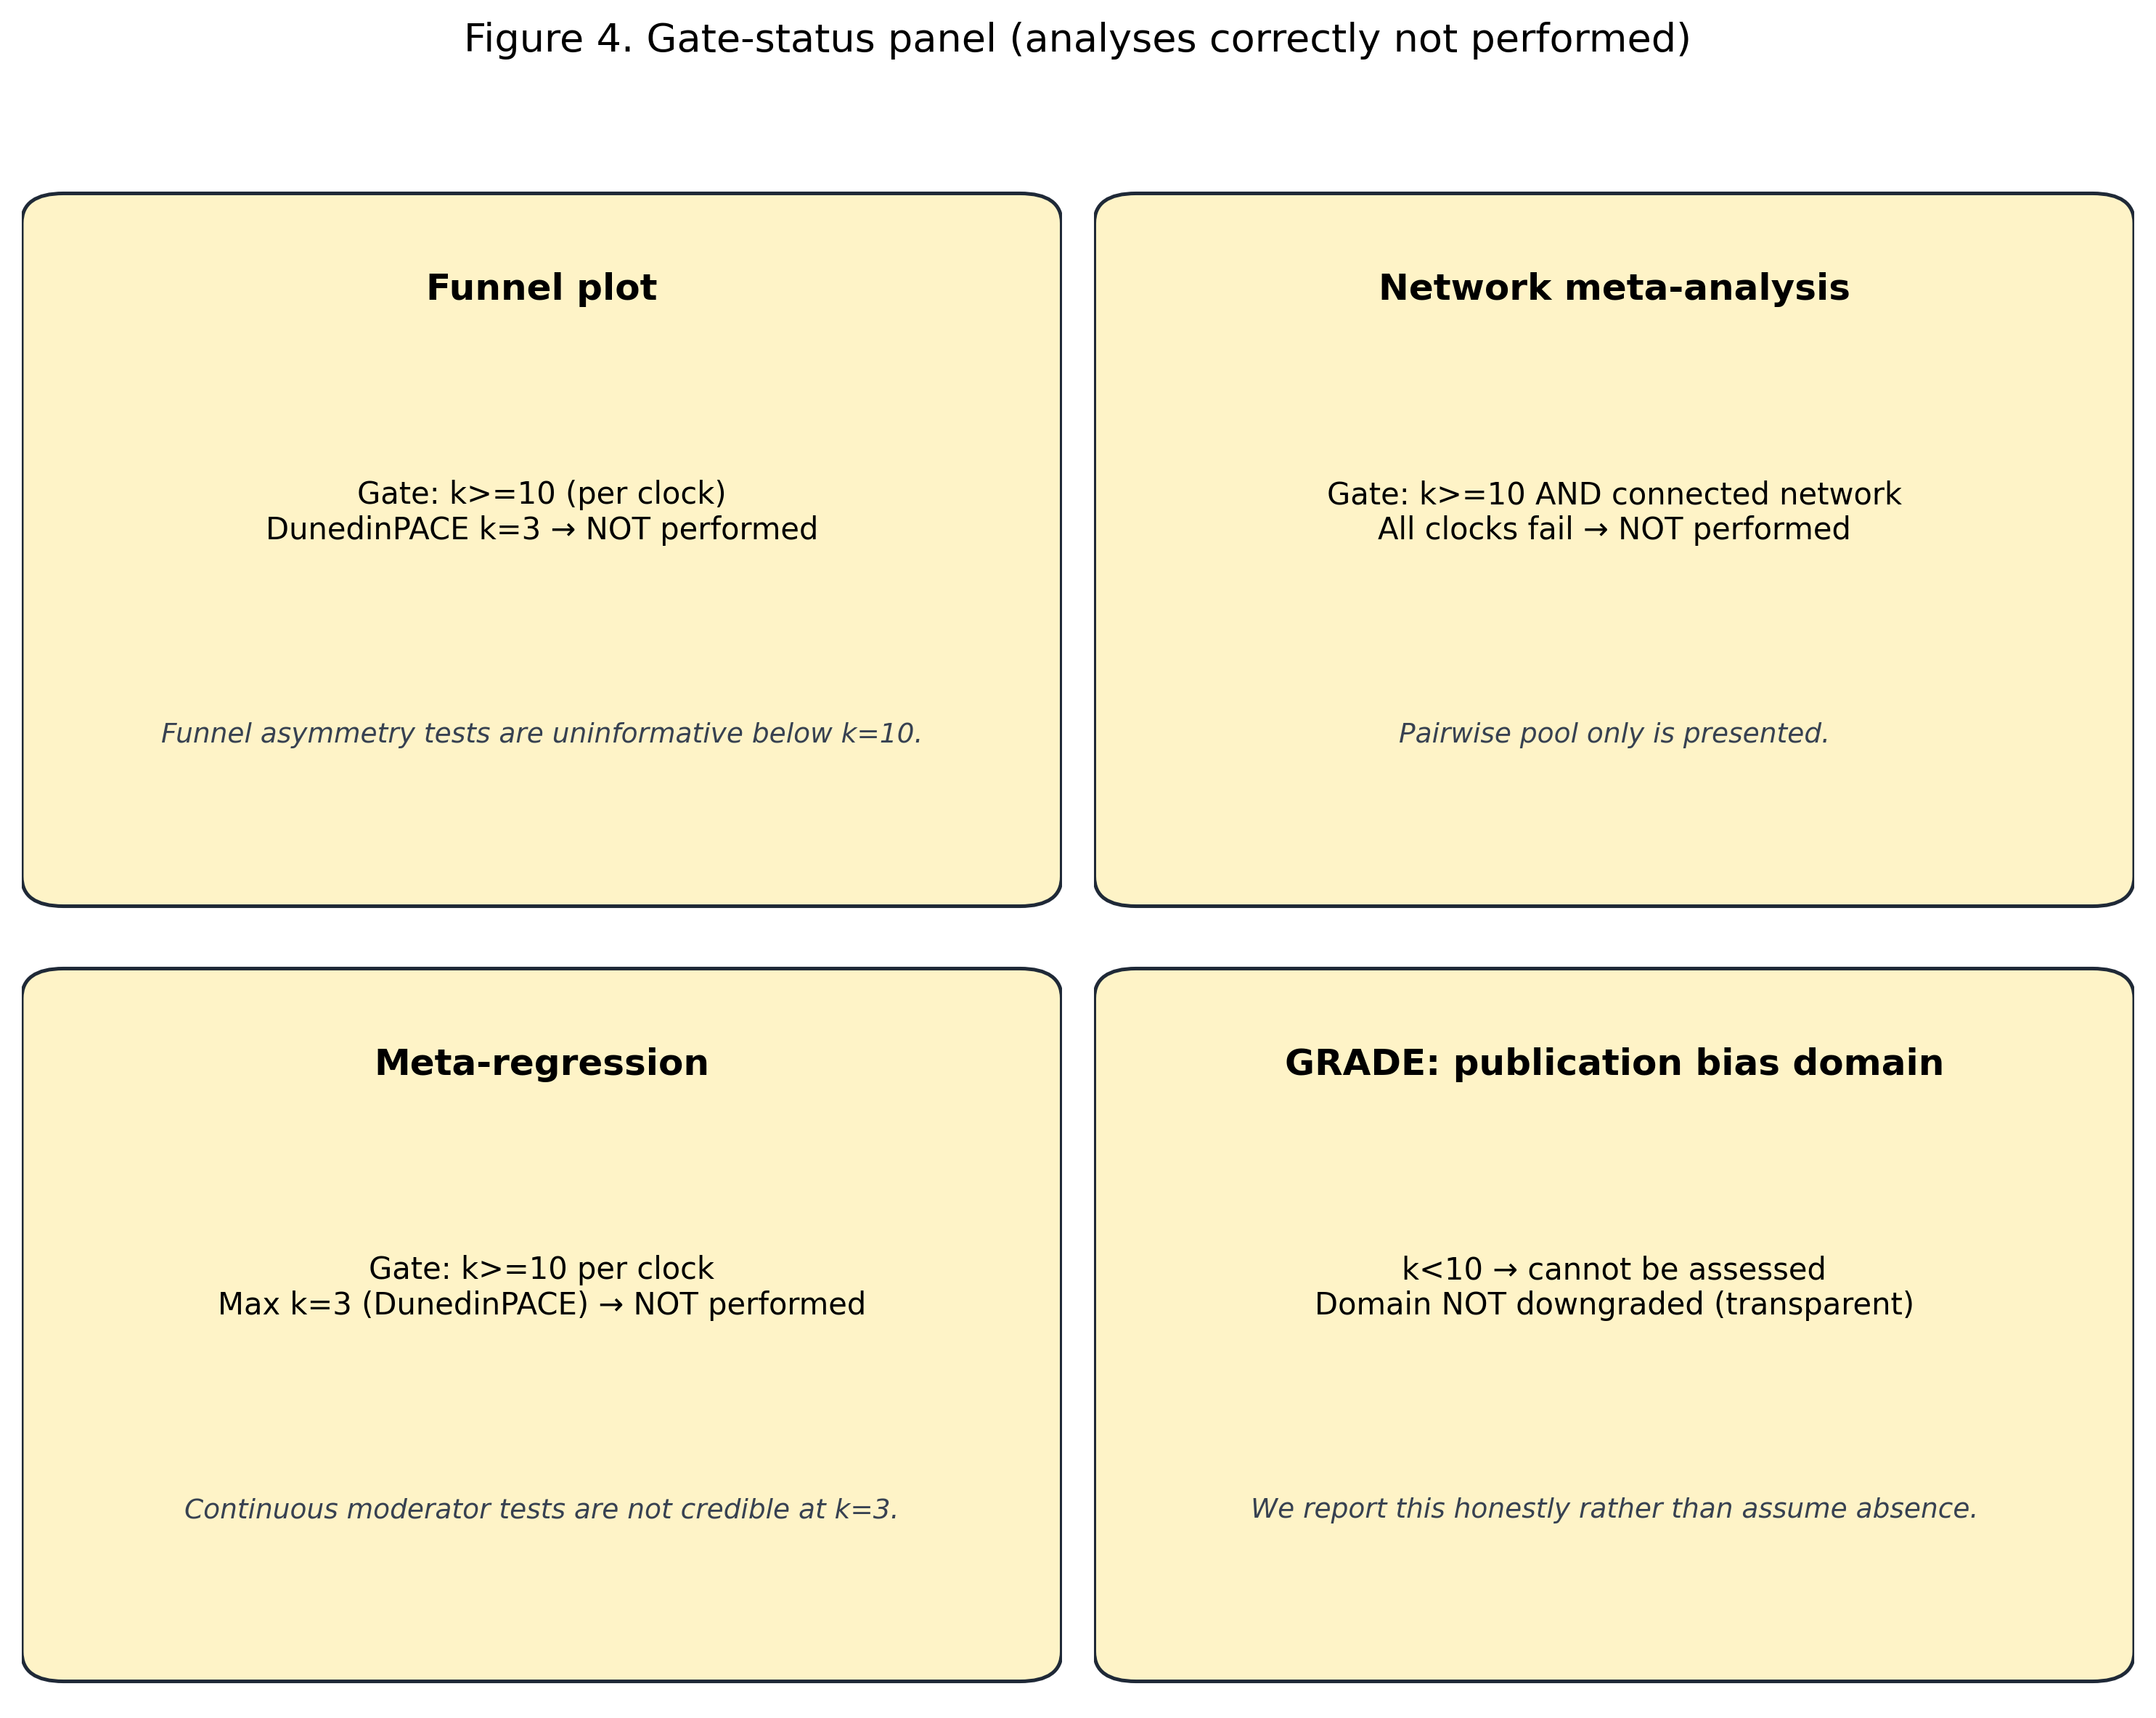 Figure 4. Gate-status panel (analyses correctly not performed)
Funnel plot
Gate: k>=10 (per clock)
DunedinPACE k=3 → NOT performed
Funnel asymmetry tests are uninformative below k=10.
Network meta-analysis
Gate: k>=10 AND connected network
All clocks fail → NOT performed
Pairwise pool only is presented.
Meta-regression
Gate: k>=10 per clock
Max k=3 (DunedinPACE) → NOT performed
Continuous moderator tests are not credible at k=3.
GRADE: publication bias domain
k<10 → cannot be assessed
Domain NOT downgraded (transparent)
We report this honestly rather than assume absence.